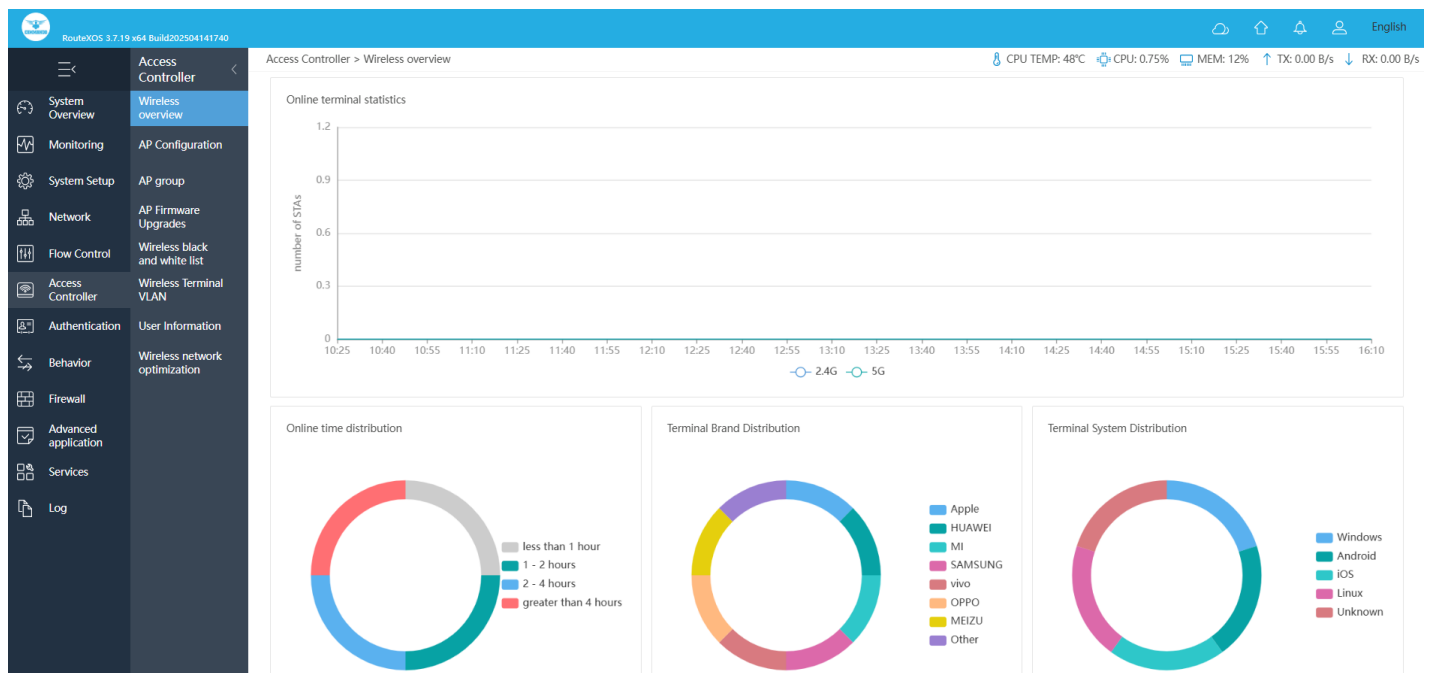 RouteXOS 3.7.19 x64 Build202504141740
English
Access Controller
System Overview
Monitoring
System Setup
Network
Flow Control
Access Controller
Authentication
Behavior
Firewall
Advanced application
Services
Log
Wireless overview
AP Configuration
AP group
AP Firmware Upgrades
Wireless black and white list
Wireless Terminal VLAN
User Information
Wireless network optimization
Access Controller > Wireless overview
CPU TEMP: 48°C CPU: 0.75% MEM: 12% TX: 0.00 B/s RX: 0.00 B/s
Online terminal statistics
number of STAs
1.2
0.9
0.6
0.3
0
10:25 10:40 10:55 11:10 11:25 11:40 11:55 12:10 12:25 12:40 12:55 13:10 13:25 13:40 13:55 14:10 14:25 14:40 14:55 15:10 15:25 15:40 15:55 16:10
2.4G 5G
Online time distribution
less than 1 hour
1 - 2 hours
2 - 4 hours
greater than 4 hours
Terminal Brand Distribution
Apple
HUAWEI
MI
SAMSUNG
vivo
OPPO
MEIZU
Other
Terminal System Distribution
Windows
Android
iOS
Linux
Unknown